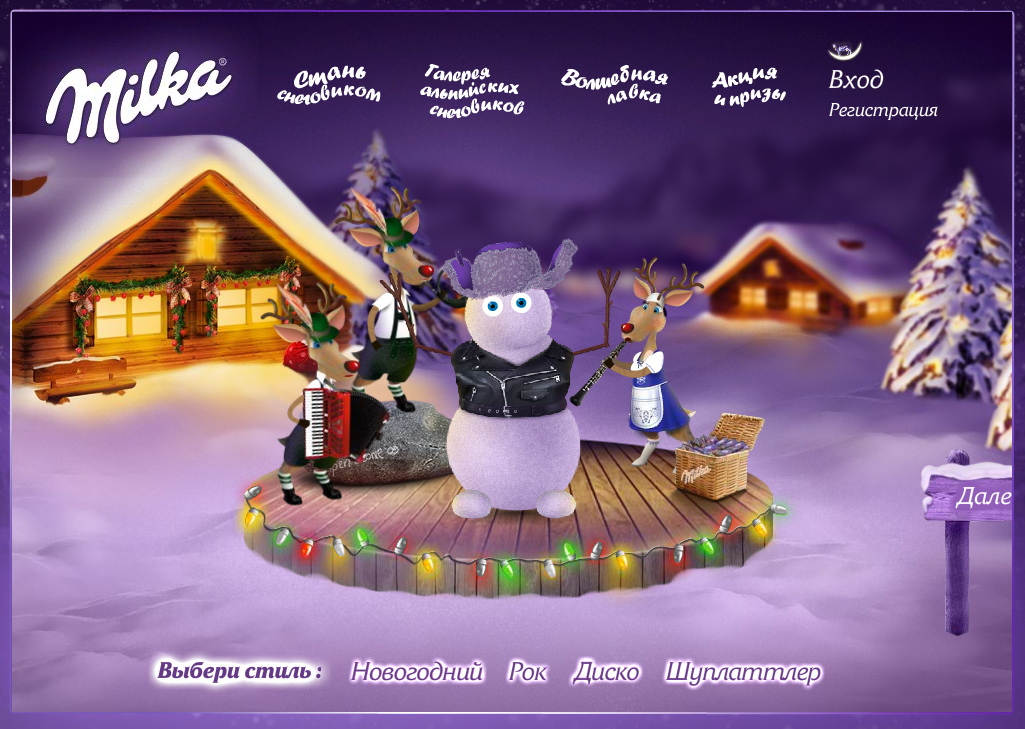 Milka®
Стань
снеговиком
Галерея
альпийских
снеговиков
Волшебная
лавка
Акция
и призы
Вход
Регистрация
Milka
Дале
Выбери стиль : Новогодний Рок Диско Шуплаттлер